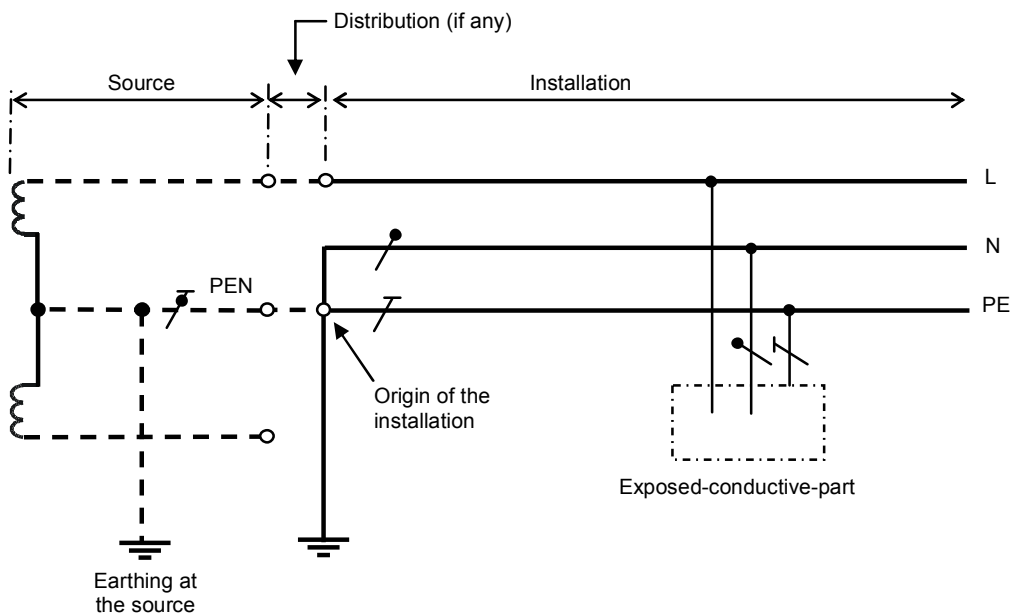 Distribution (if any)
Source
Installation
L
N
PEN
PE
Origin of the
installation
Exposed-conductive-part
Earthing at
the source